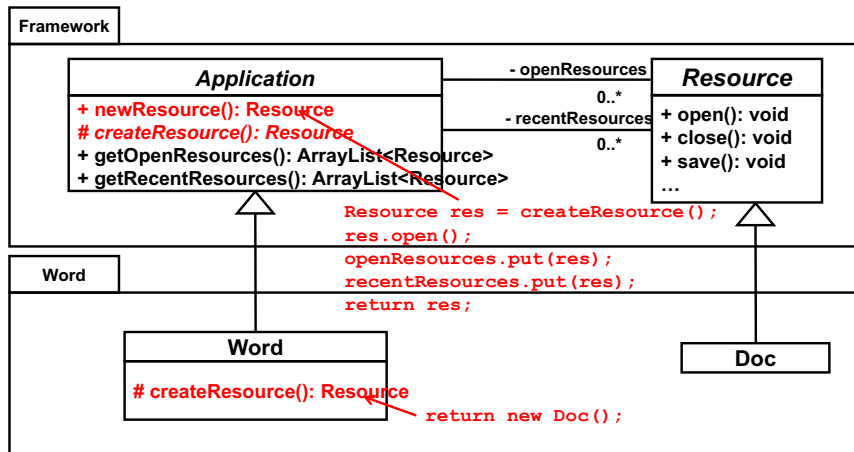 Framework
Application
+ newResource(): Resource
# createResource(): Resource
+ getOpenResources(): ArrayList<Resource>
+ getRecentResources(): ArrayList<Resource>
- openResources
0..*
- recentResources
0..*
Resource
+ open(): void
+ close(): void
+ save(): void
…
Resource res = createResource();
res.open();
openResources.put(res);
recentResources.put(res);
return res;
Word
Word
# createResource(): Resource
return new Doc();
Doc